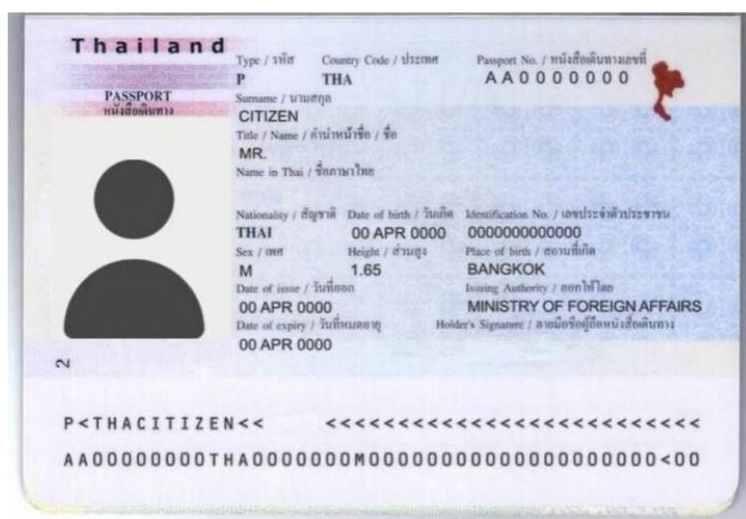 Thailand
PASSPORT
หนังสือเดินทาง
Type / รหัส Country Code / ประเทศ Passport No. / หนังสือเดินทางเลขที่
P THA AA0000000
Surname / นามสกุล
CITIZEN
Title / Name / คำนำหน้าชื่อ / ชื่อ
MR.
Name in Thai / ชื่อภาษาไทย
Nationality / สัญชาติ Date of birth / วันเกิด Identification No. / เลขประจำตัวประชาชน
THAI 00 APR 0000 0000000000000
Sex / เพศ Height / ส่วนสูง Place of birth / สถานที่เกิด
M 1.65 BANGKOK
Date of issue / วันที่ออก Issuing Authority / ออกให้โดย
00 APR 0000 MINISTRY OF FOREIGN AFFAIRS
Date of expiry / วันที่หมดอายุ Holder's Signature / ลายมือชื่อผู้ถือหนังสือเดินทาง
00 APR 0000
2
P<THACITIZEN<< <<<<<<<<<<<<<<<<<<<<<<<<<<
AA00000000THA0000000M00000000000000000000000<00